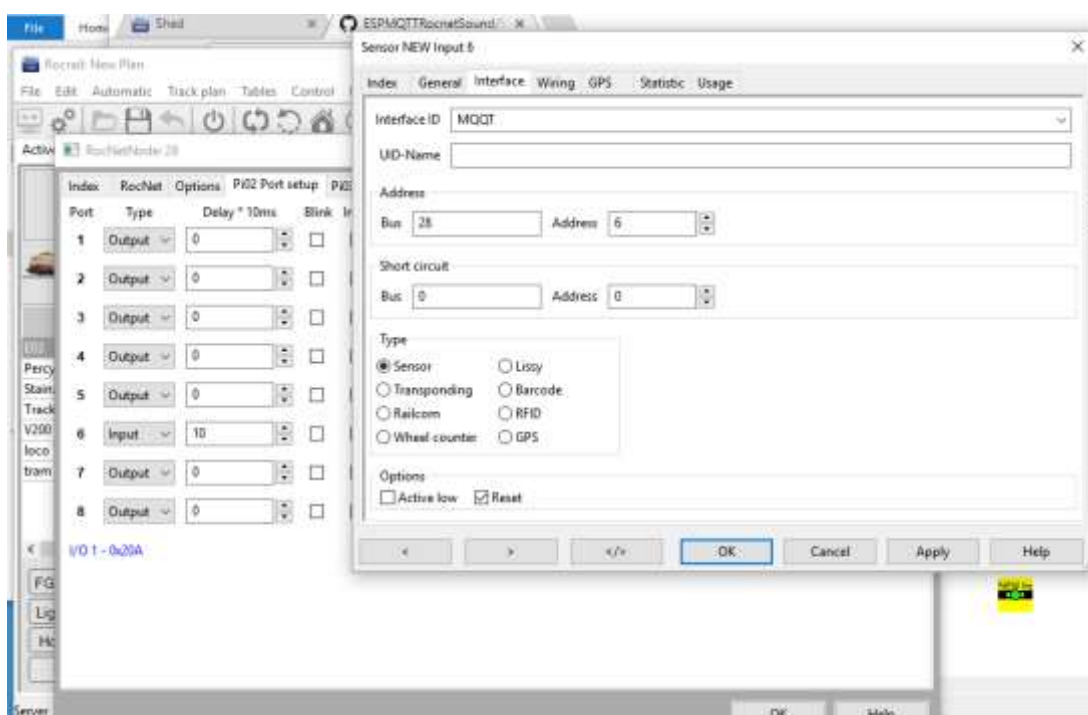 File Home Shed ESPMQTTRocnetSound
Sensor NEW Input 6
Rocrail: New Plan
Index General Interface Wiring GPS Statistic Usage
File Edit Automatic Track plan Tables Control
Interface ID MQQT
UID-Name
RocNetNode 28
Index RocNet Options Pi02 Port setup
Port Type Delay * 10ms Blink
Address
Bus 28 Address 6
1 Output 0
2 Output 0
3 Output 0
4 Output 0
5 Output 0
6 Input 10
7 Output 0
8 Output 0
I/O 1 - 0x20A
Short circuit
Bus 0 Address 0
Type
Sensor Lissy
Transponding Barcode
Railcom RFID
Wheel counter GPS
Options
Active low Reset
< > </> OK Cancel Apply Help
Percy
V200
loco
tram
FG
Server
OK Help